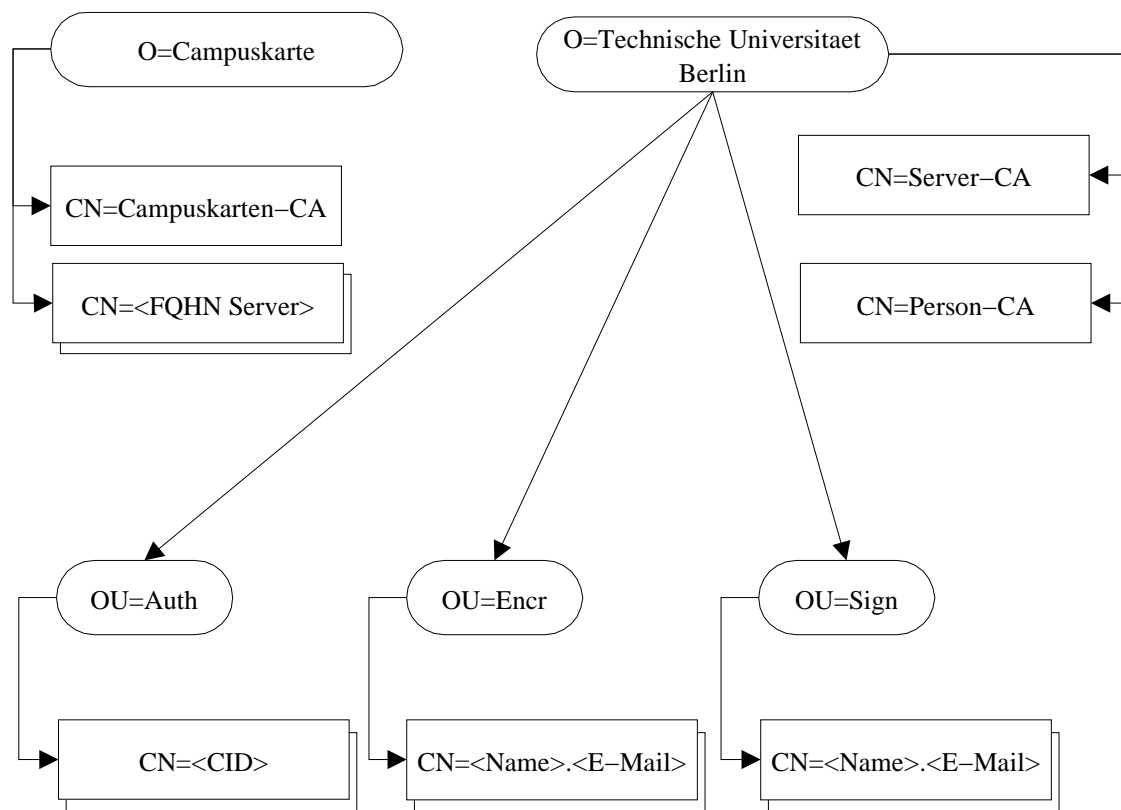 O=Campuskarte
O=Technische Universitaet
Berlin
CN=Server−CA
CN=Campuskarten−CA
CN=<FQHN Server>
CN=Person−CA
OU=Auth
OU=Encr
OU=Sign
CN=<CID>
CN=<Name>.<E−Mail>
CN=<Name>.<E−Mail>